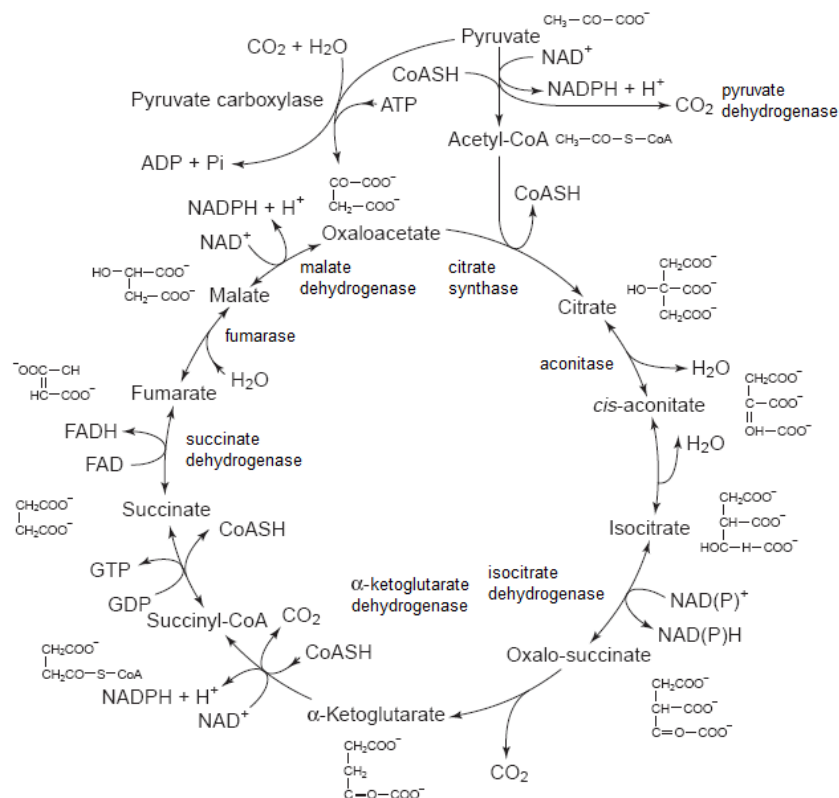 Pyruvate
CH₃–CO–COO⁻
CO₂ + H₂O
NAD⁺
CoASH
NADPH + H⁺
CO₂
pyruvate
dehydrogenase
Pyruvate carboxylase
ATP
Acetyl-CoA
CH₃–CO–S–CoA
ADP + Pi
CO–COO⁻
CH₂–COO⁻
CoASH
NADPH + H⁺
Oxaloacetate
NAD⁺
malate
dehydrogenase
citrate
synthase
HO–CH–COO⁻
CH₂–COO⁻
Malate
CH₂COO⁻
HO–C–COO⁻
CH₂COO⁻
Citrate
fumarase
aconitase
H₂O
H₂O
⁻OOC–CH
HC–COO⁻
Fumarate
cis-aconitate
CH₂COO⁻
C–COO⁻
OH–COO⁻
FADH
FAD
succinate
dehydrogenase
H₂O
CH₂COO⁻
CH₂COO⁻
Succinate
CoASH
Isocitrate
CH₂COO⁻
CH–COO⁻
HOC–H–COO⁻
GTP
GDP
α-ketoglutarate
dehydrogenase
isocitrate
dehydrogenase
NAD(P)⁺
NAD(P)H
Succinyl-CoA
CO₂
CoASH
CH₂COO⁻
CH₂CO–S–CoA
NADPH + H⁺
NAD⁺
Oxalo-succinate
CH₂COO⁻
CH–COO⁻
C=O–COO⁻
α-Ketoglutarate
CO₂
CH₂COO⁻
CH₂
C=O–COO⁻